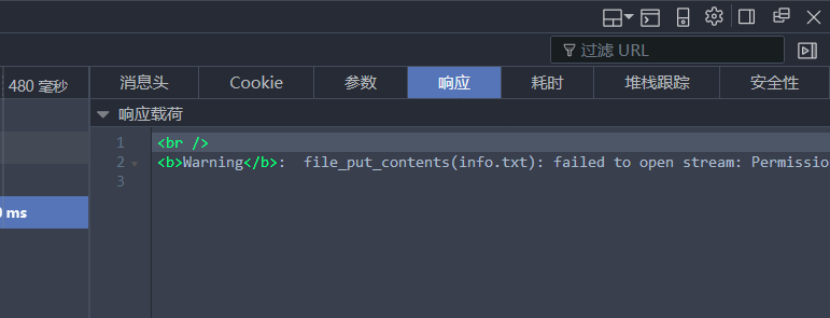 过滤 URL
480 毫秒
消息头 Cookie 参数 响应 耗时 堆栈跟踪 安全性
响应载荷
1 <br />
2 <b>Warning</b>: file_put_contents(info.txt): failed to open stream: Permissio
3
ms